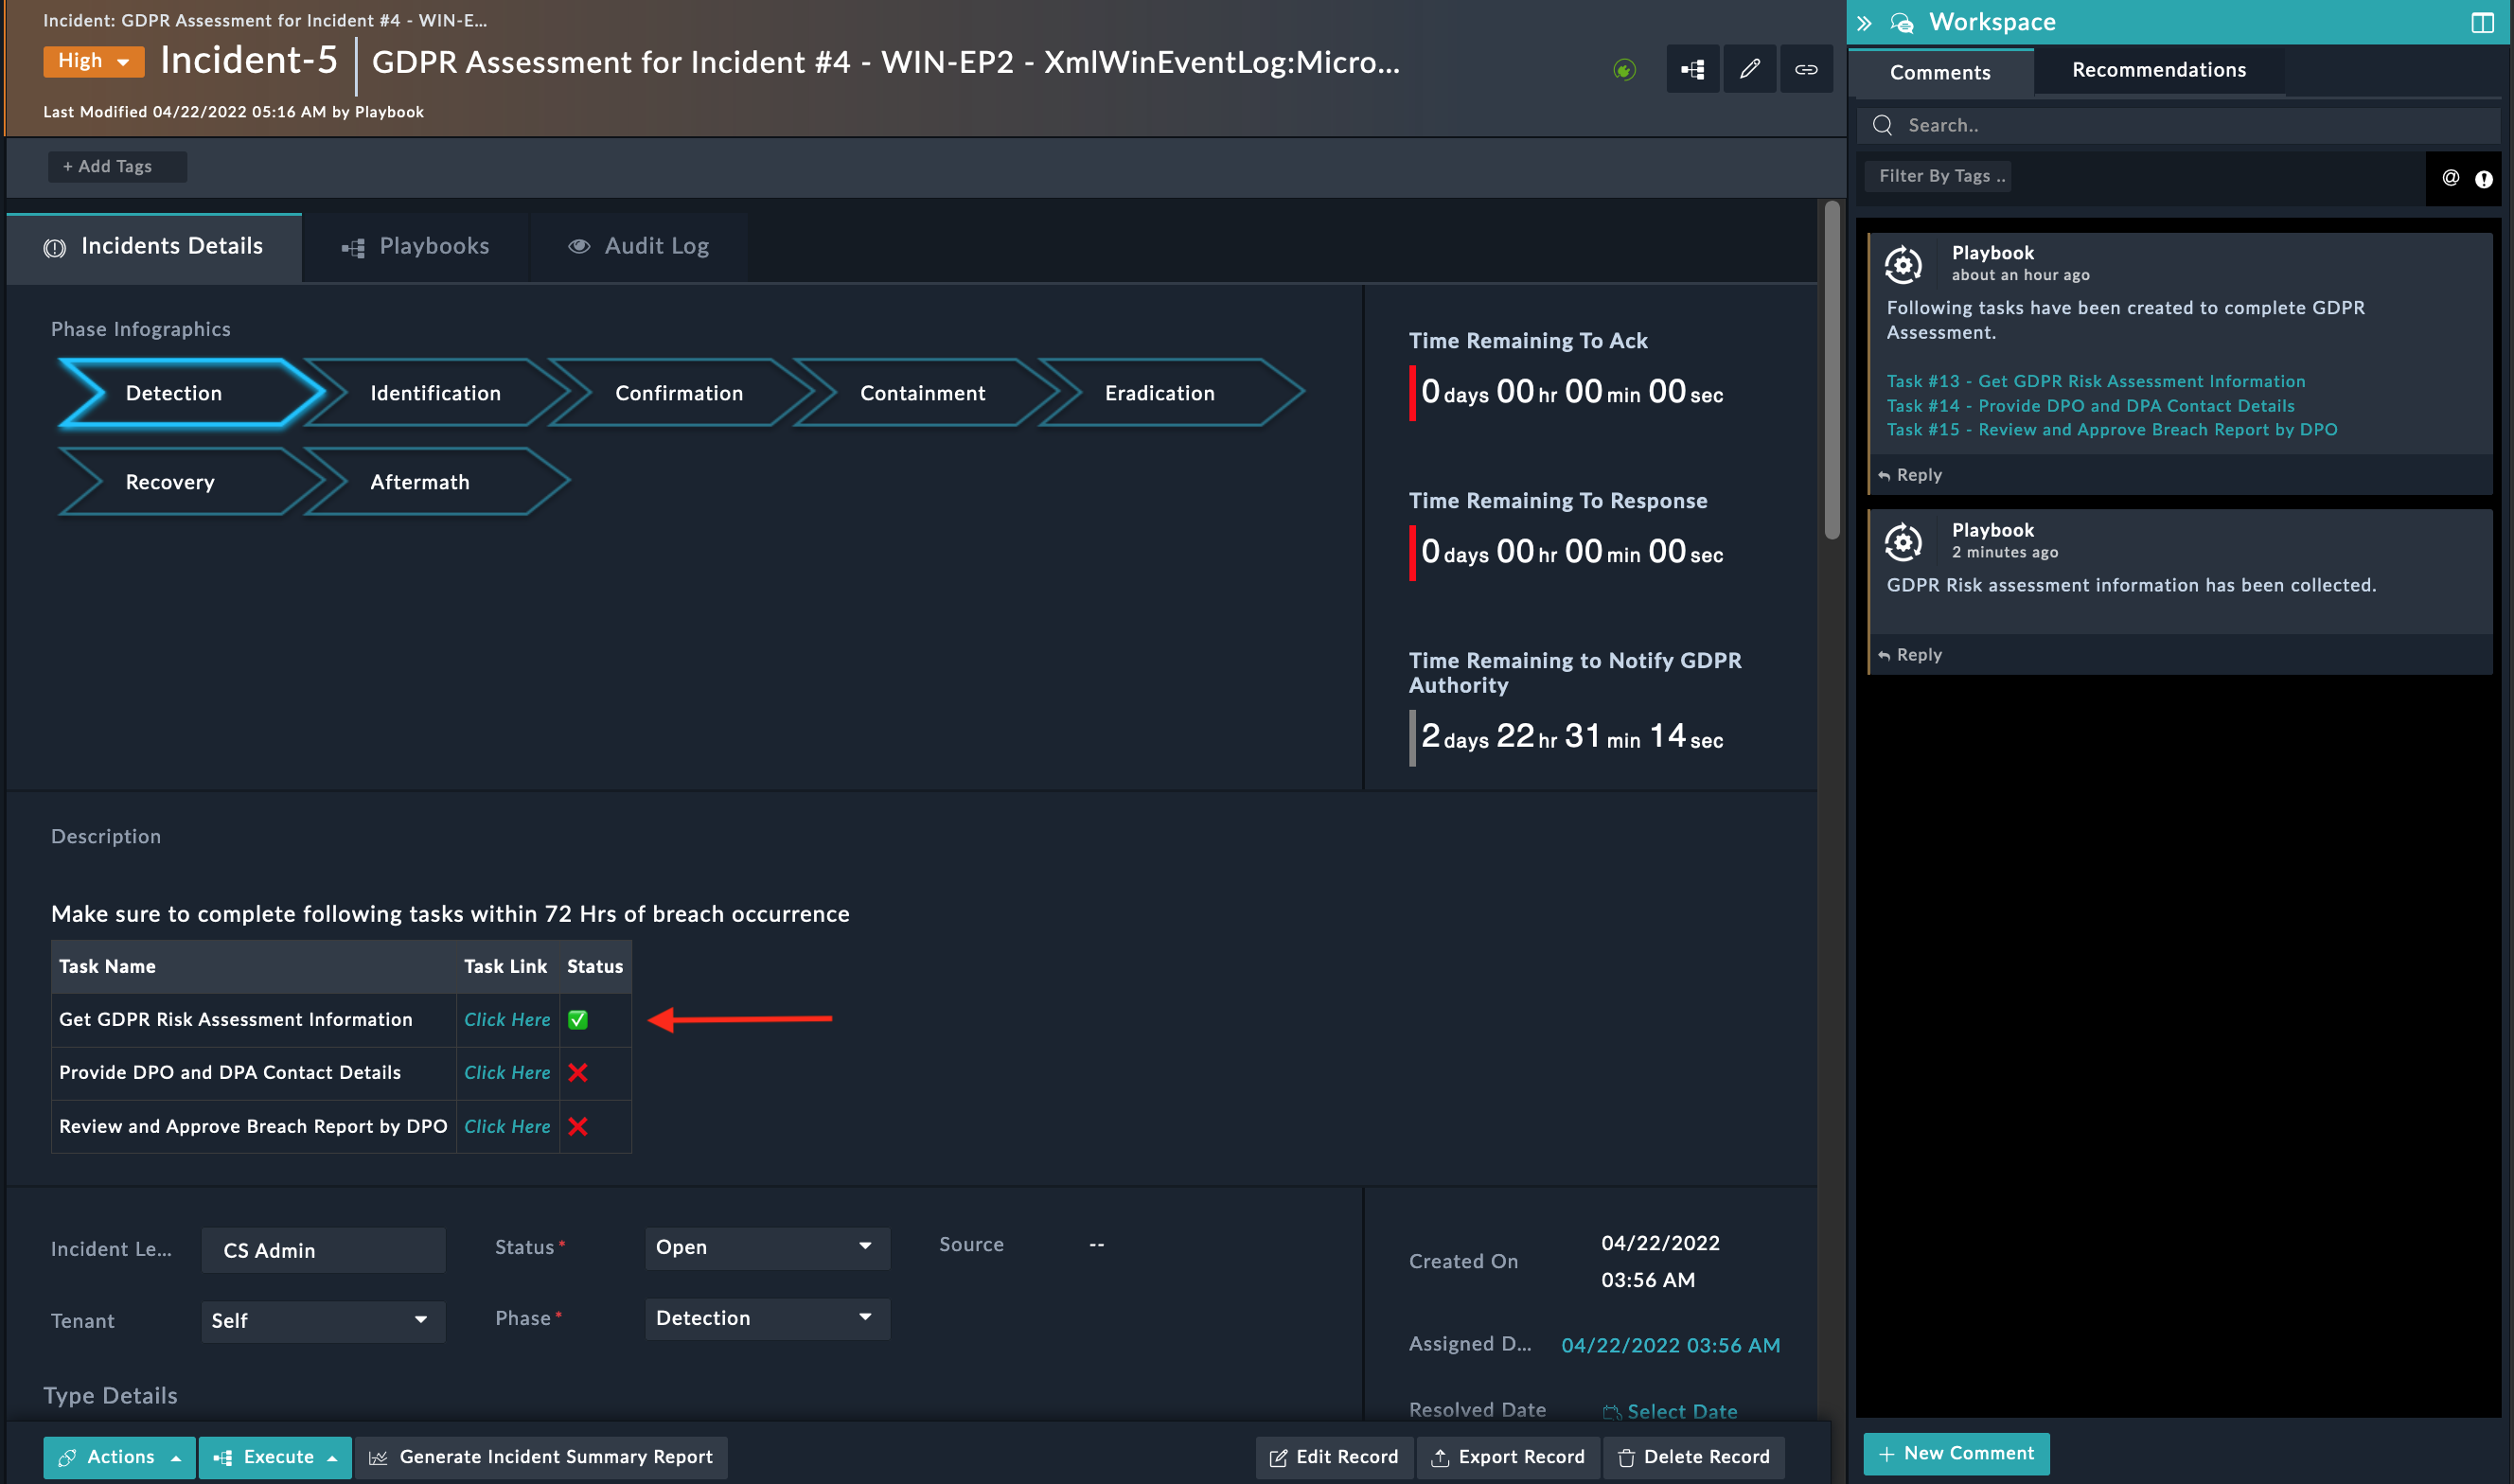 Incident: GDPR Assessment for Incident #4 - WIN-E...
High
Incident-5
GDPR Assessment for Incident #4 - WIN-EP2 - XmlWinEventLog:Micro...
Last Modified 04/22/2022 05:16 AM by Playbook
+ Add Tags
Incidents Details
Playbooks
Audit Log
Phase Infographics
Detection
Identification
Confirmation
Containment
Eradication
Recovery
Aftermath
Time Remaining To Ack
0 days 00 hr 00 min 00 sec
Time Remaining To Response
0 days 00 hr 00 min 00 sec
Time Remaining to Notify GDPR
Authority
2 days 22 hr 31 min 14 sec
Description
Make sure to complete following tasks within 72 Hrs of breach occurrence
Task Name Task Link Status
Get GDPR Risk Assessment Information Click Here ✅
Provide DPO and DPA Contact Details Click Here ❌
Review and Approve Breach Report by DPO Click Here ❌
Incident Le... CS Admin
Status* Open
Source --
Tenant Self
Phase* Detection
Created On 04/22/2022
03:56 AM
Assigned D... 04/22/2022 03:56 AM
Resolved Date Select Date
Type Details
Actions
Execute
Generate Incident Summary Report
Edit Record
Export Record
Delete Record
Workspace
Comments
Recommendations
Search..
Filter By Tags ..
@
Playbook
about an hour ago
Following tasks have been created to complete GDPR
Assessment.
Task #13 - Get GDPR Risk Assessment Information
Task #14 - Provide DPO and DPA Contact Details
Task #15 - Review and Approve Breach Report by DPO
Reply
Playbook
2 minutes ago
GDPR Risk assessment information has been collected.
Reply
+ New Comment